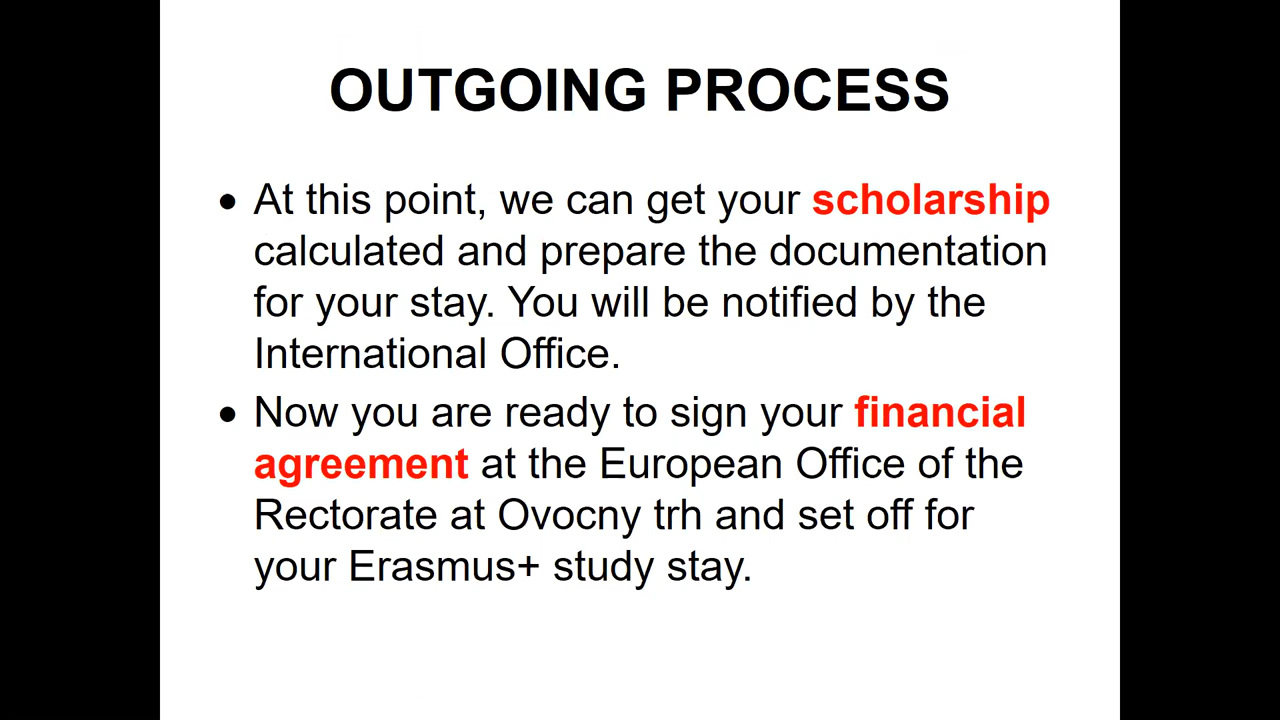 OUTGOING PROCESS
• At this point, we can get your scholarship
calculated and prepare the documentation
for your stay. You will be notified by the
International Office.
• Now you are ready to sign your financial
agreement at the European Office of the
Rectorate at Ovocny trh and set off for
your Erasmus+ study stay.